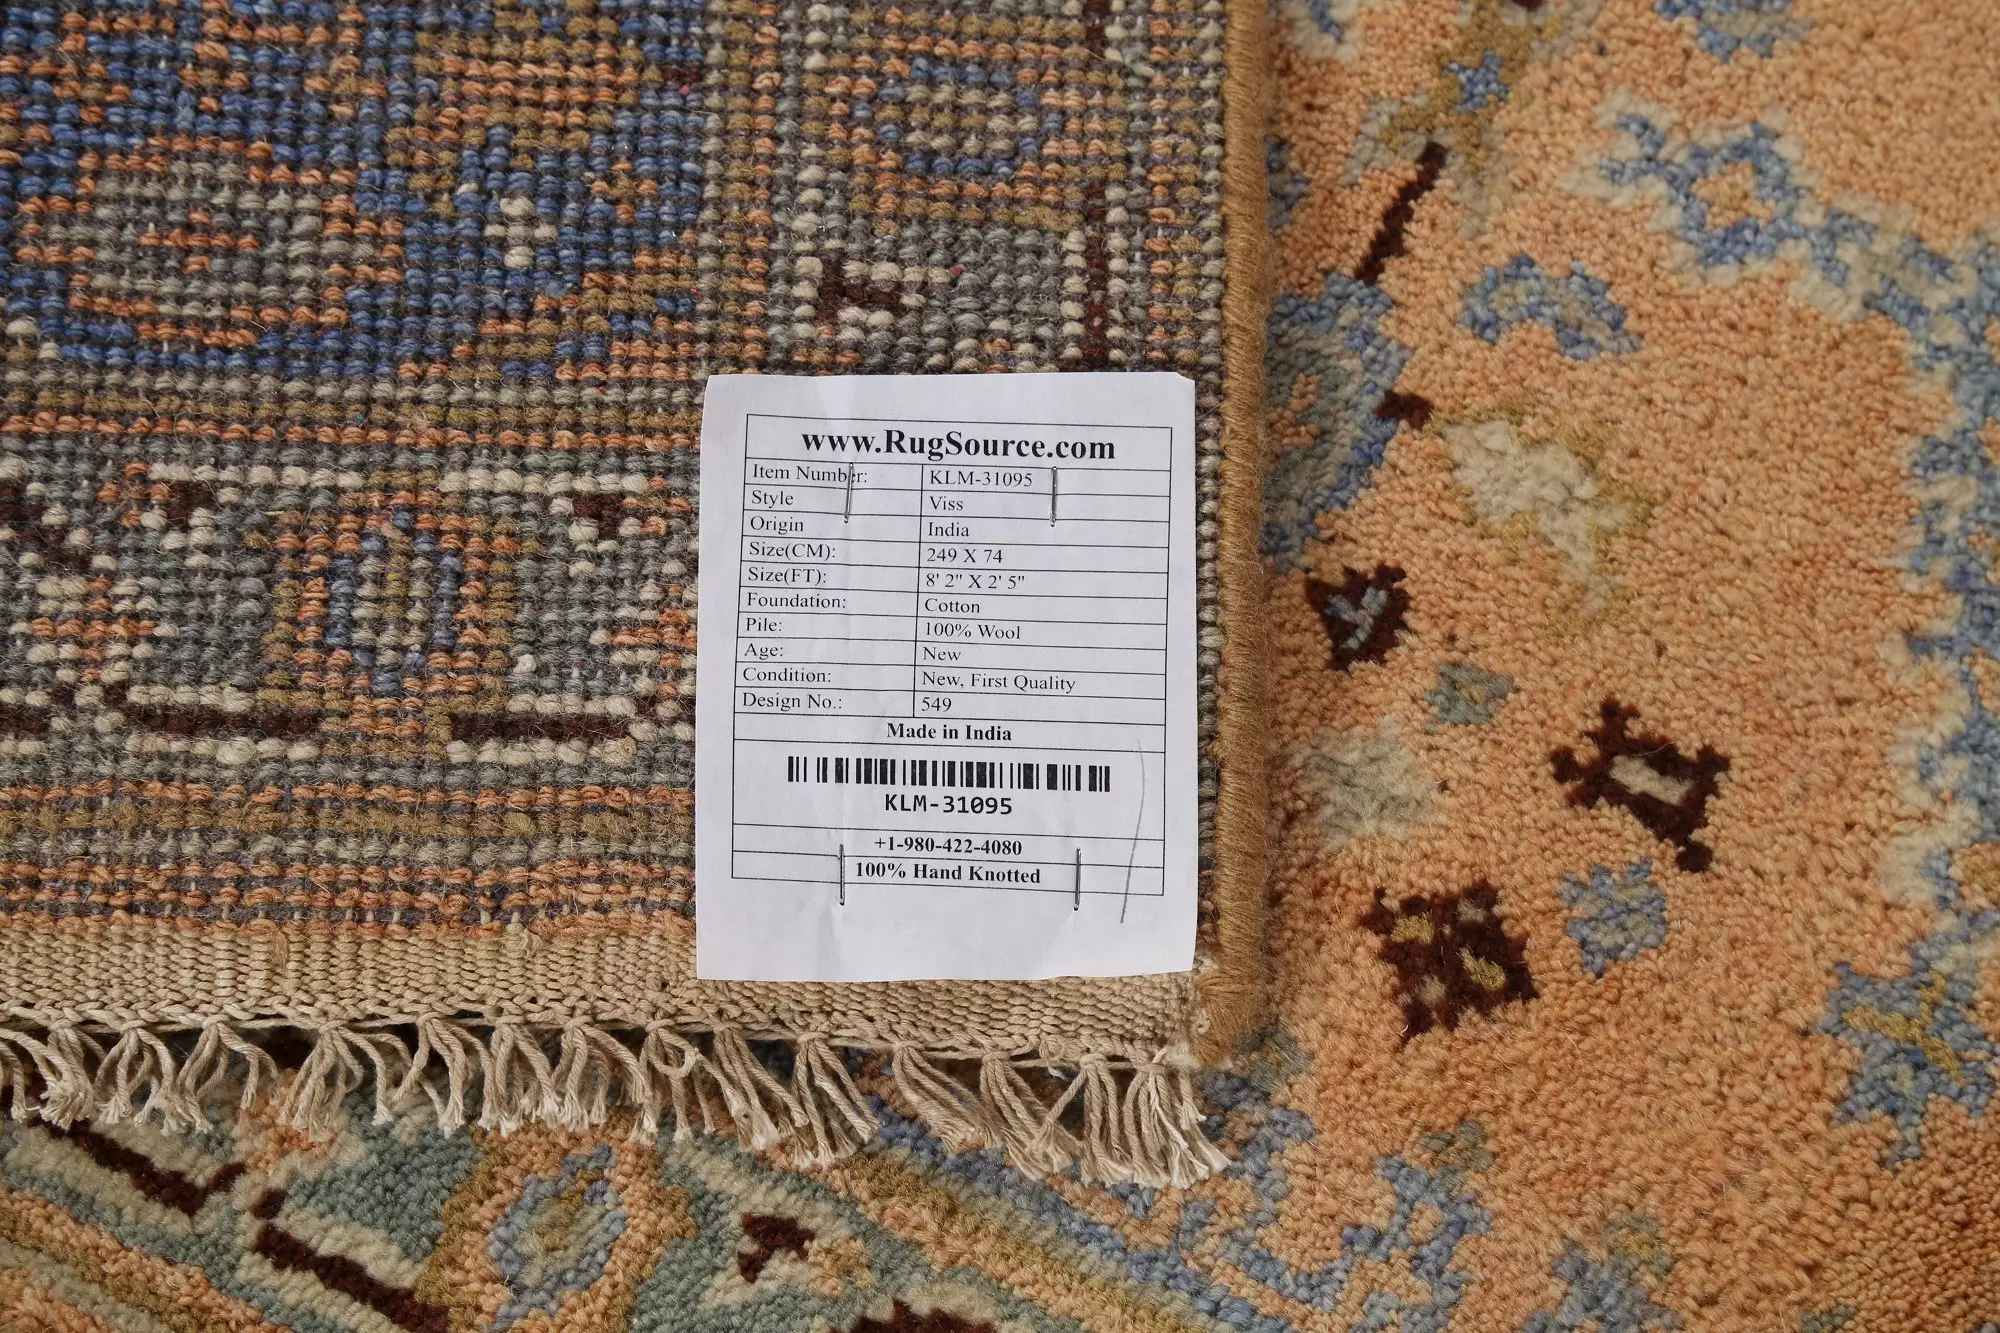 www.RugSource.com
Item Number: KLM-31095
Style Viss
Origin India
Size(CM): 249 X 74
Size(FT): 8' 2" X 2' 5"
Foundation: Cotton
Pile: 100% Wool
Age: New
Condition: New, First Quality
Design No.: 549
Made in India
KLM-31095
+1-980-422-4080
100% Hand Knotted